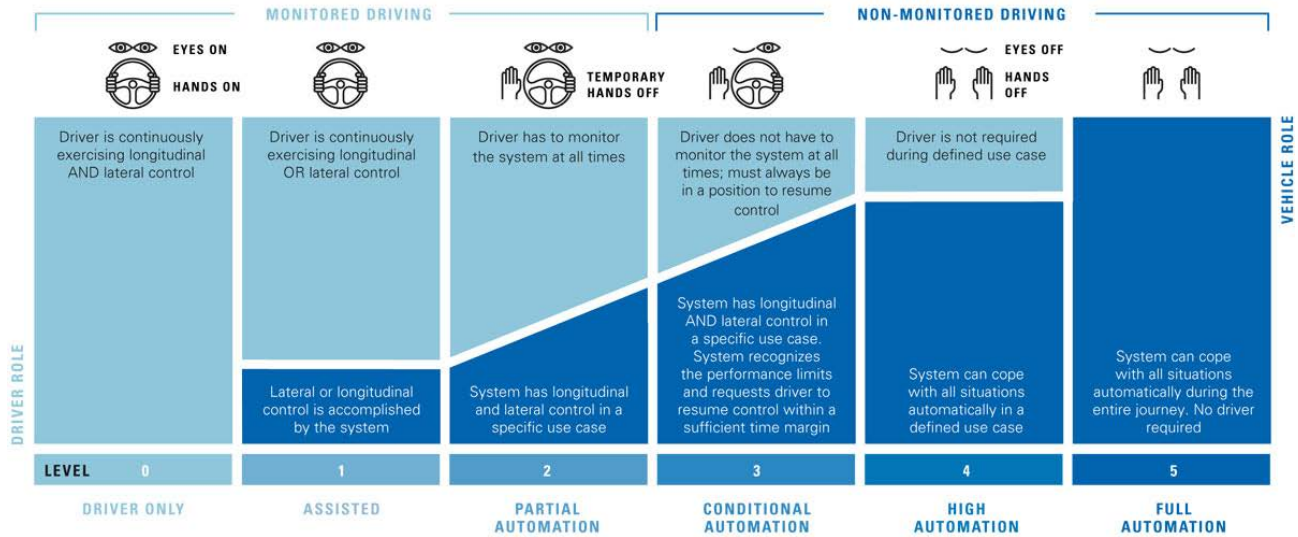 MONITORED DRIVING
NON-MONITORED DRIVING
EYES ON
HANDS ON
TEMPORARY
HANDS OFF
EYES OFF
HANDS
OFF
Driver is continuously
exercising longitudinal
AND lateral control
Driver is continuously
exercising longitudinal
OR lateral control
Driver has to monitor
the system at all times
Driver does not have to
monitor the system at all
times; must always be
in a position to resume
control
Driver is not required
during defined use case
DRIVER ROLE
VEHICLE ROLE
Lateral or longitudinal
control is accomplished
by the system
System has longitudinal
and lateral control in a
specific use case
System has longitudinal
AND lateral control in
a specific use case.
System recognizes
the performance limits
and requests driver to
resume control within a
sufficient time margin
System can cope
with all situations
automatically in a
defined use case
System can cope
with all situations
automatically during the
entire journey. No driver
required
LEVEL 0 1 2 3 4 5
DRIVER ONLY
ASSISTED
PARTIAL
AUTOMATION
CONDITIONAL
AUTOMATION
HIGH
AUTOMATION
FULL
AUTOMATION